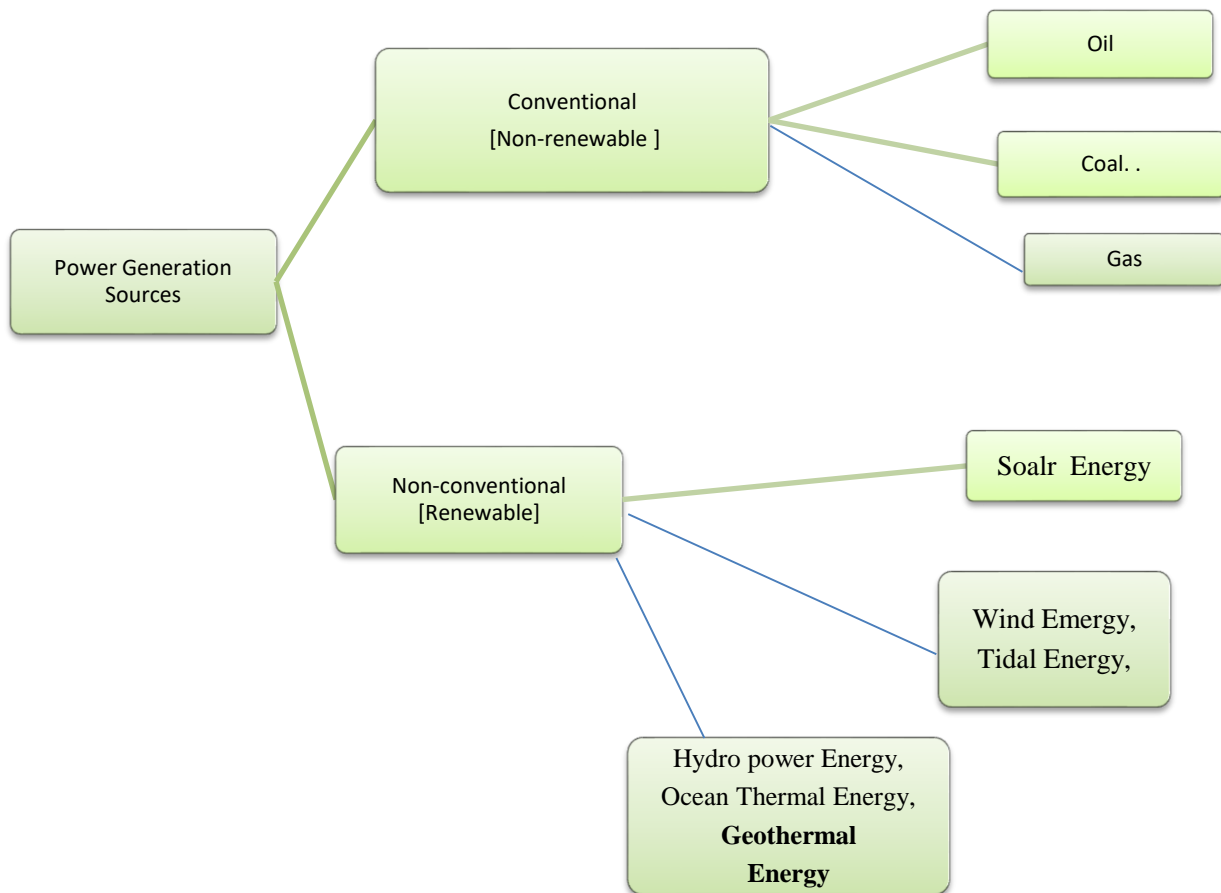 Power Generation
Sources
Conventional
[Non-renewable ]
Oil
Coal. .
Gas
Non-conventional
[Renewable]
Soalr  Energy
Wind Emergy,
Tidal Energy,
Hydro power Energy,
Ocean Thermal Energy,
Geothermal
Energy